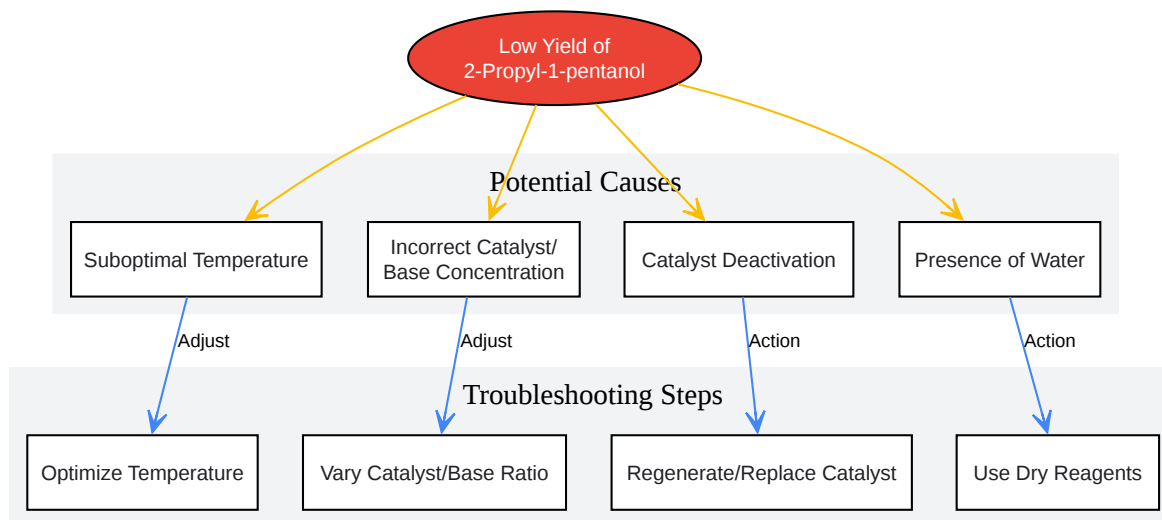 Low Yield of
2-Propyl-1-pentanol
Potential Causes
Suboptimal Temperature
Incorrect Catalyst/
Base Concentration
Catalyst Deactivation
Presence of Water
Adjust
Adjust
Action
Action
Troubleshooting Steps
Optimize Temperature
Vary Catalyst/Base Ratio
Regenerate/Replace Catalyst
Use Dry Reagents